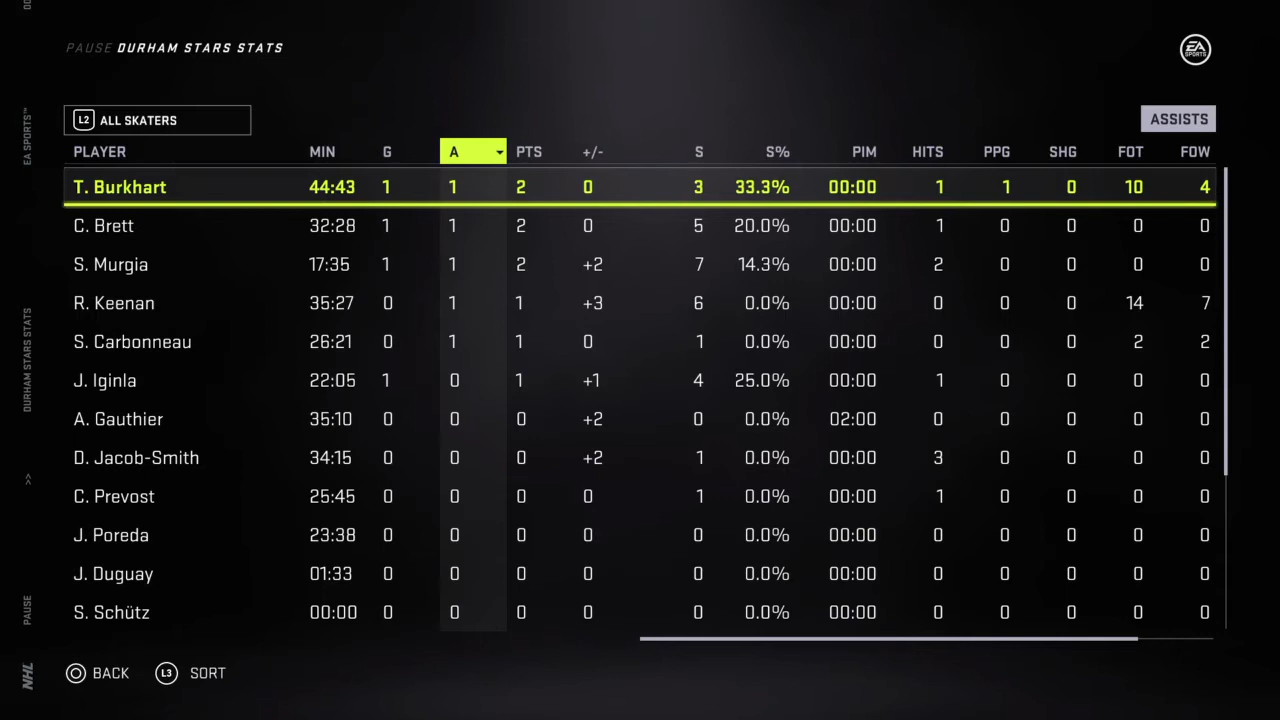 PAUSE DURHAM STARS STATS
EA SPORTS
L2 ALL SKATERS
ASSISTS
PLAYER MIN G A PTS +/- S S% PIM HITS PPG SHG FOT FOW
T. Burkhart 44:43 1 1 2 0 3 33.3% 00:00 1 1 0 10 4
C. Brett 32:28 1 1 2 0 5 20.0% 00:00 1 0 0 0 0
S. Murgia 17:35 1 1 2 +2 7 14.3% 00:00 2 0 0 0 0
R. Keenan 35:27 0 1 1 +3 6 0.0% 00:00 0 0 0 14 7
S. Carbonneau 26:21 0 1 1 0 1 0.0% 00:00 0 0 0 2 2
J. Iginla 22:05 1 0 1 +1 4 25.0% 00:00 1 0 0 0 0
A. Gauthier 35:10 0 0 0 +2 0 0.0% 02:00 0 0 0 0 0
D. Jacob-Smith 34:15 0 0 0 +2 1 0.0% 00:00 3 0 0 0 0
C. Prevost 25:45 0 0 0 0 1 0.0% 00:00 1 0 0 0 0
J. Poreda 23:38 0 0 0 0 0 0.0% 00:00 0 0 0 0 0
J. Duguay 01:33 0 0 0 0 0 0.0% 00:00 0 0 0 0 0
S. Schütz 00:00 0 0 0 0 0 0.0% 00:00 0 0 0 0 0
BACK L3 SORT
NHL
PAUSE
>>
DURHAM STARS STATS
EA SPORTS™